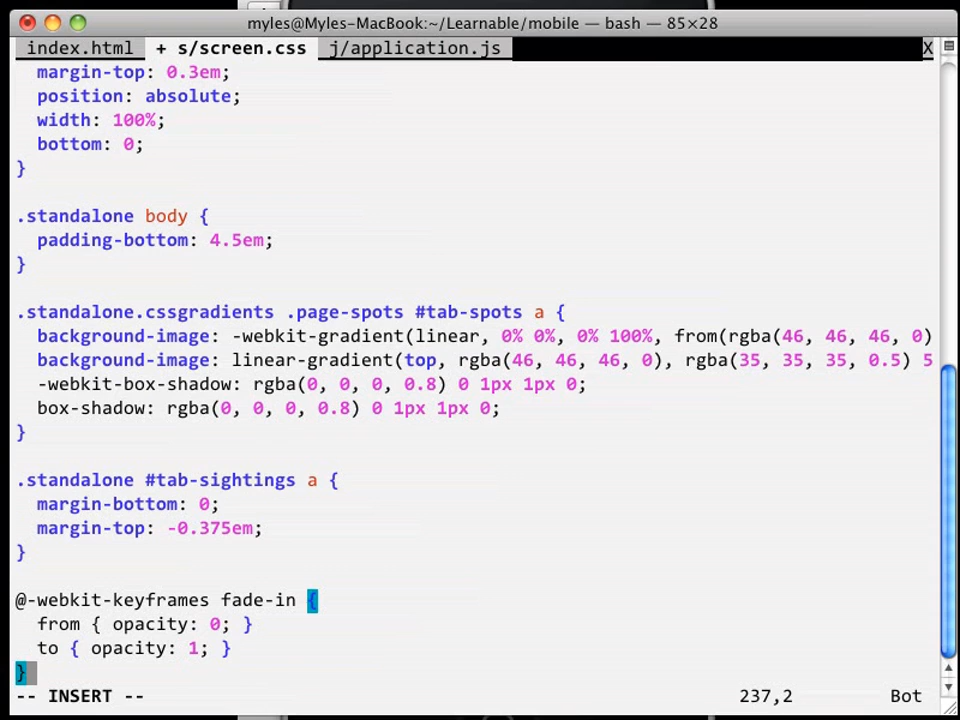 myles@Myles-MacBook:~/Learnable/mobile — bash — 85×28
index.html + s/screen.css j/application.js X
margin-top: 0.3em;
position: absolute;
width: 100%;
bottom: 0;
}
.standalone body {
padding-bottom: 4.5em;
}
.standalone.cssgradients .page-spots #tab-spots a {
background-image: -webkit-gradient(linear, 0% 0%, 0% 100%, from(rgba(46, 46, 46, 0)
background-image: linear-gradient(top, rgba(46, 46, 46, 0), rgba(35, 35, 35, 0.5) 5
-webkit-box-shadow: rgba(0, 0, 0, 0.8) 0 1px 1px 0;
box-shadow: rgba(0, 0, 0, 0.8) 0 1px 1px 0;
}
.standalone #tab-sightings a {
margin-bottom: 0;
margin-top: -0.375em;
}
@-webkit-keyframes fade-in {
from { opacity: 0; }
to { opacity: 1; }
}
-- INSERT -- 237,2 Bot